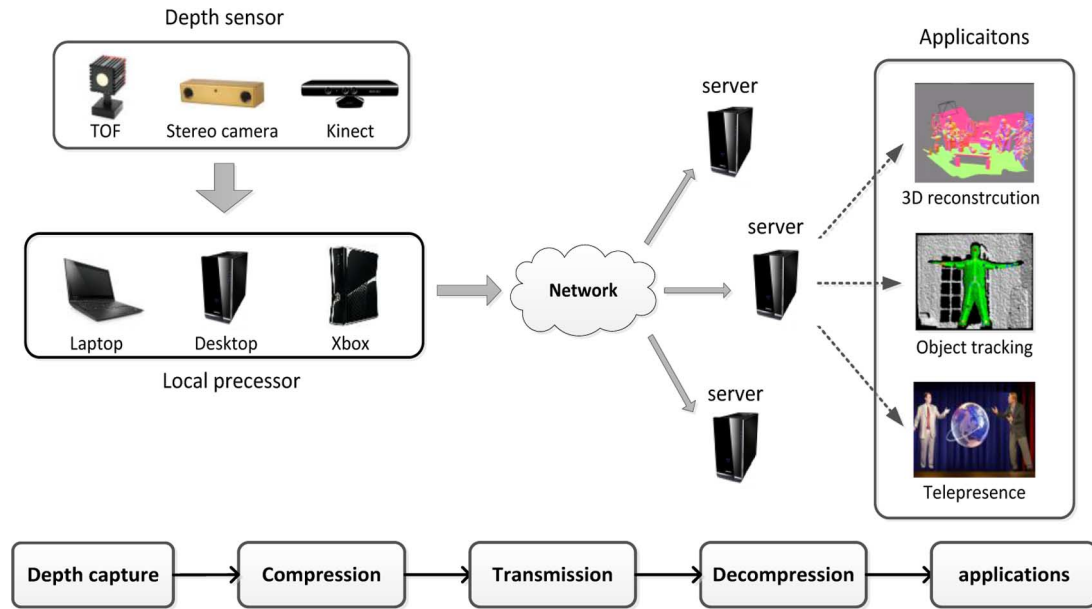 Depth sensor
TOF
Stereo camera
Kinect
Laptop
Desktop
Xbox
Local precessor
Network
server
server
server
Applicaitons
3D reconstrcution
Object tracking
Telepresence
Depth capture
Compression
Transmission
Decompression
applications